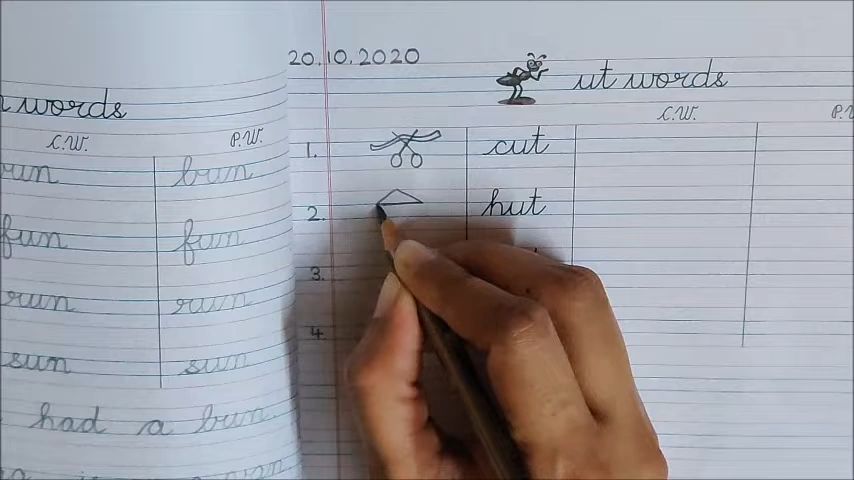 words
C.W. P.W.
run bun
fun fun
run run
sun sun
had a bun.
20.10.2020
ut words
C.W.
1. cut
2. hut
3.
4.